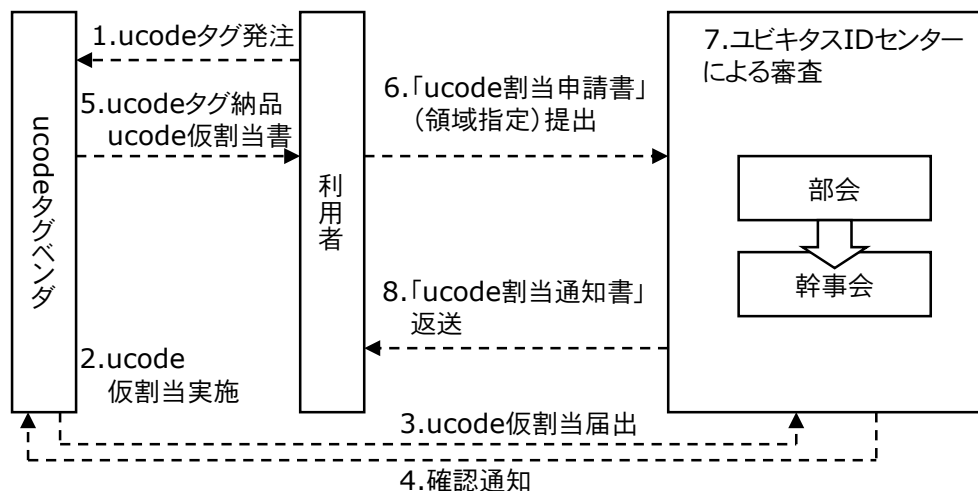 1.ucodeタグ発注
5.ucodeタグ納品
ucode仮割当書
ucodeタグベンダ
2.ucode
仮割当実施
利用者
6.「ucode割当申請書」
（領域指定）提出
8.「ucode割当通知書」
返送
7.ユビキタスIDセンター
による審査
部会
幹事会
3.ucode仮割当届出
4.確認通知